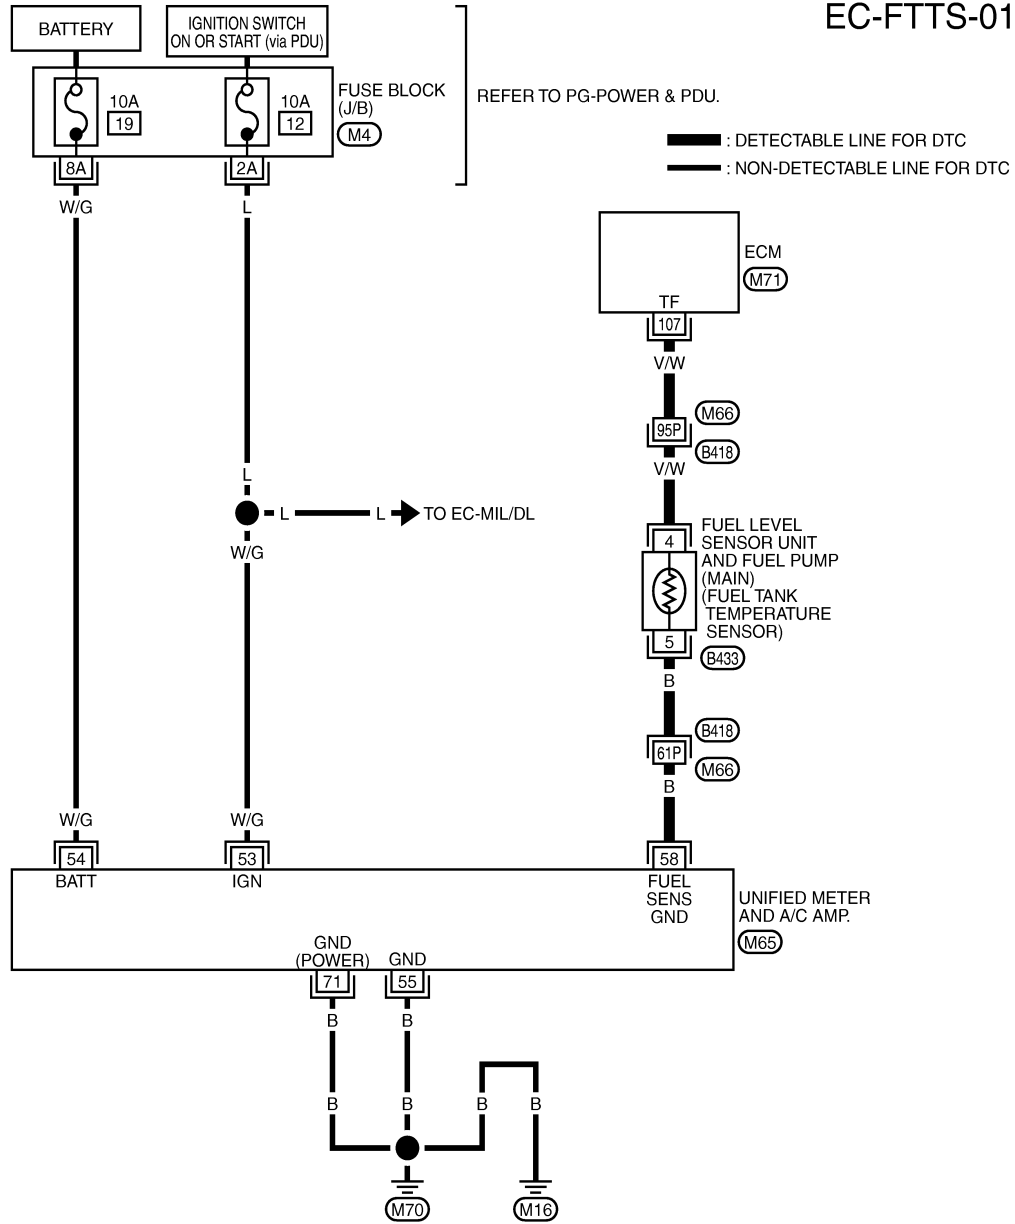 EC-FTTS-01
BATTERY
IGNITION SWITCH
ON OR START (via PDU)
10A
19
10A
12
FUSE BLOCK
(J/B)
M4
REFER TO PG-POWER & PDU.
8A
2A
: DETECTABLE LINE FOR DTC
: NON-DETECTABLE LINE FOR DTC
W/G
L
ECM
M71
TF
107
V/W
M66
95P
B418
V/W
L
L
L
TO EC-MIL/DL
W/G
4
FUEL LEVEL
SENSOR UNIT
AND FUEL PUMP
(MAIN)
(FUEL TANK
TEMPERATURE
SENSOR)
5
B433
B
B418
61P
M66
B
W/G
W/G
54
53
58
BATT
IGN
FUEL
SENS
GND
UNIFIED METER
AND A/C AMP.
M65
GND
(POWER)
GND
71
55
B
B
B
B
B
B
M70
M16